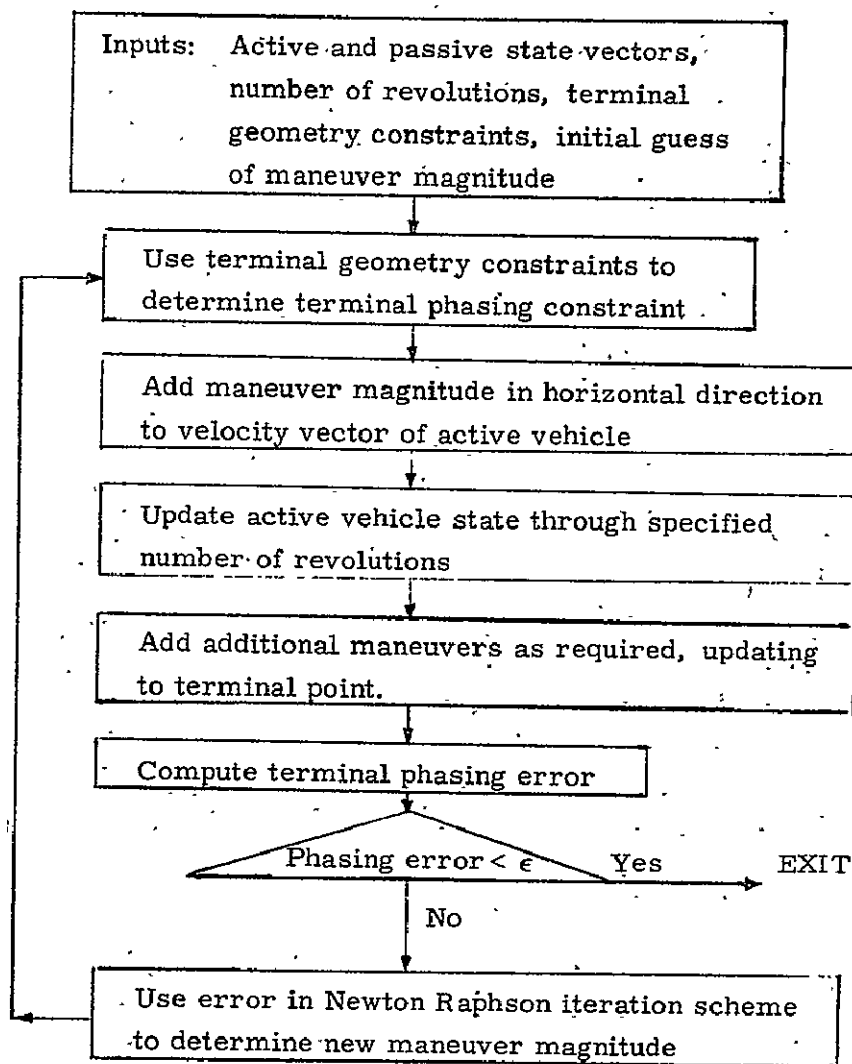 Inputs: Active and passive state vectors,
number of revolutions, terminal
geometry constraints, initial guess
of maneuver magnitude
Use terminal geometry constraints to
determine terminal phasing constraint
Add maneuver magnitude in horizontal direction
to velocity vector of active vehicle
Update active vehicle state through specified
number of revolutions
Add additional maneuvers as required, updating
to terminal point.
Compute terminal phasing error
Phasing error < ϵ Yes EXIT
No
Use error in Newton Raphson iteration scheme
to determine new maneuver magnitude